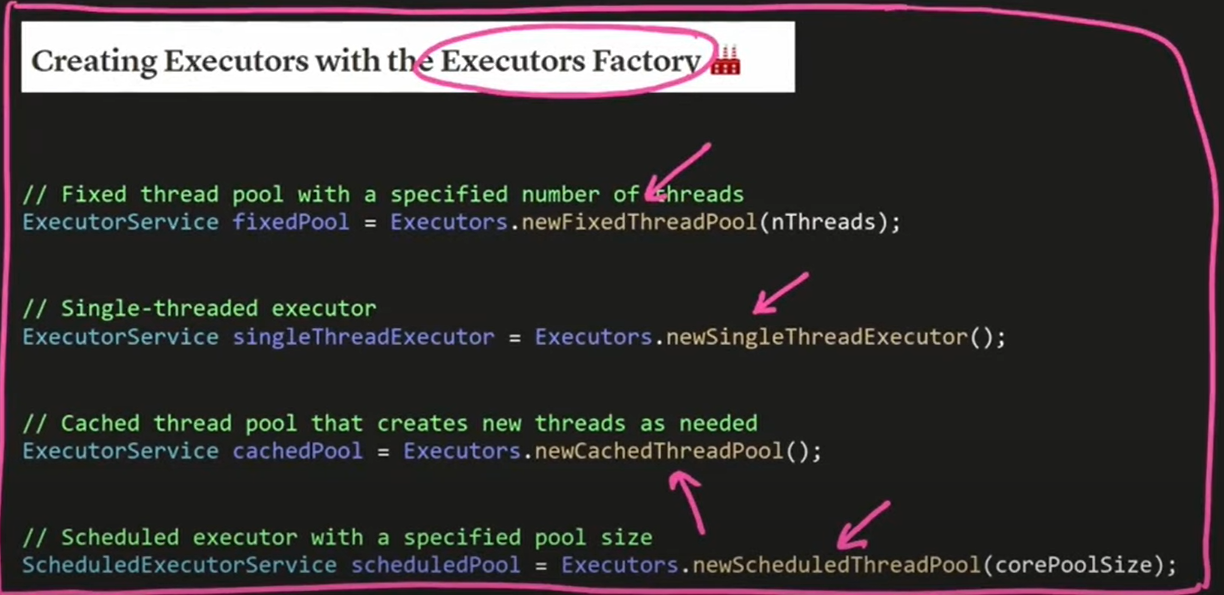 Creating Executors with the Executors Factory
// Fixed thread pool with a specified number of threads
ExecutorService fixedPool = Executors.newFixedThreadPool(nThreads);
// Single-threaded executor
ExecutorService singleThreadExecutor = Executors.newSingleThreadExecutor();
// Cached thread pool that creates new threads as needed
ExecutorService cachedPool = Executors.newCachedThreadPool();
// Scheduled executor with a specified pool size
ScheduledExecutorService scheduledPool = Executors.newScheduledThreadPool(corePoolSize);